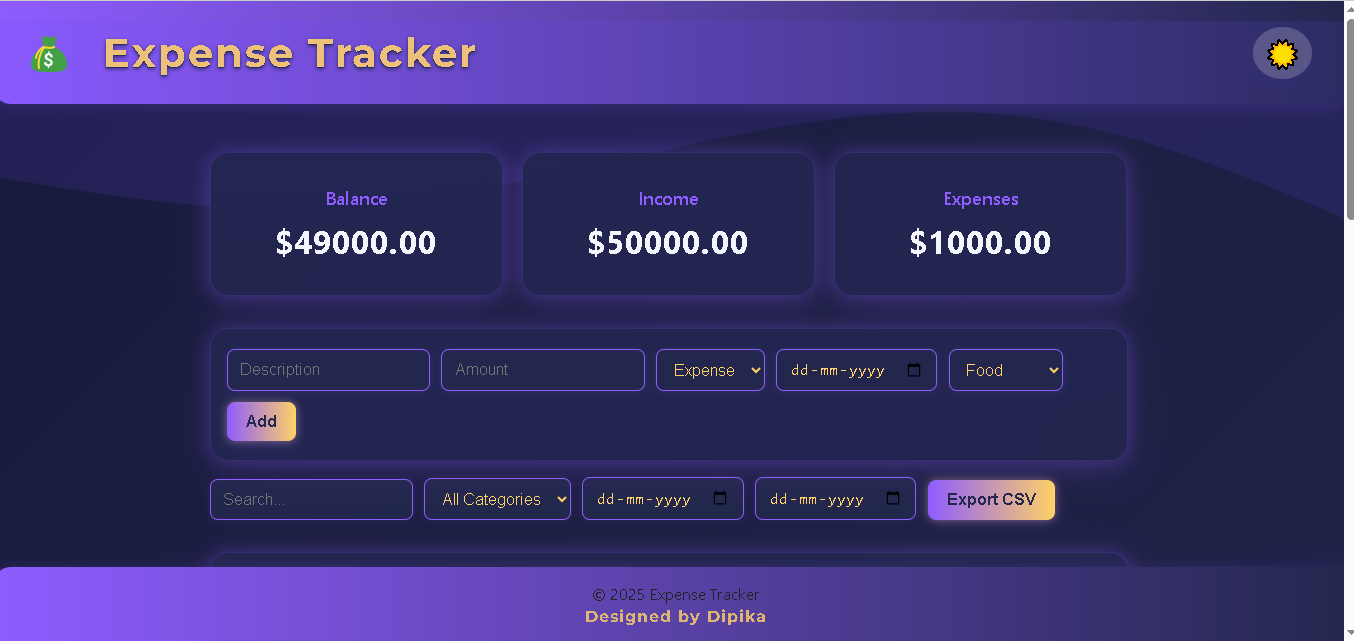 $ Expense Tracker
Balance Income Expenses
$49000.00 $50000.00 $1000.00
Description Amount Expense dd-mm-yyyy Food
Add
Search... All Categories dd-mm-yyyy dd-mm-yyyy Export CSV
© 2025 Expense Tracker
Designed by Dipika